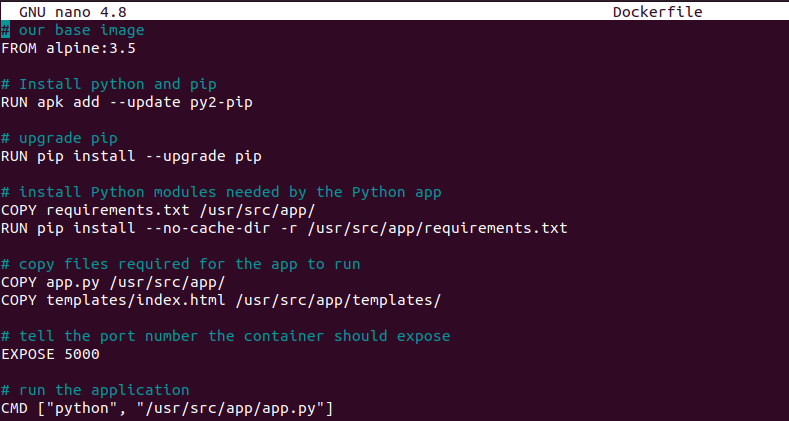 GNU nano 4.8 Dockerfile
# our base image
FROM alpine:3.5
# Install python and pip
RUN apk add --update py2-pip
# upgrade pip
RUN pip install --upgrade pip
# install Python modules needed by the Python app
COPY requirements.txt /usr/src/app/
RUN pip install --no-cache-dir -r /usr/src/app/requirements.txt
# copy files required for the app to run
COPY app.py /usr/src/app/
COPY templates/index.html /usr/src/app/templates/
# tell the port number the container should expose
EXPOSE 5000
# run the application
CMD ["python", "/usr/src/app/app.py"]